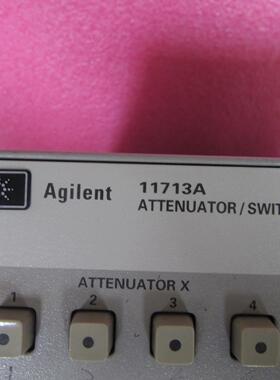 Agilent 11713A
ATTENUATOR/SWIT
ATTENUATOR X
1 2 3 4